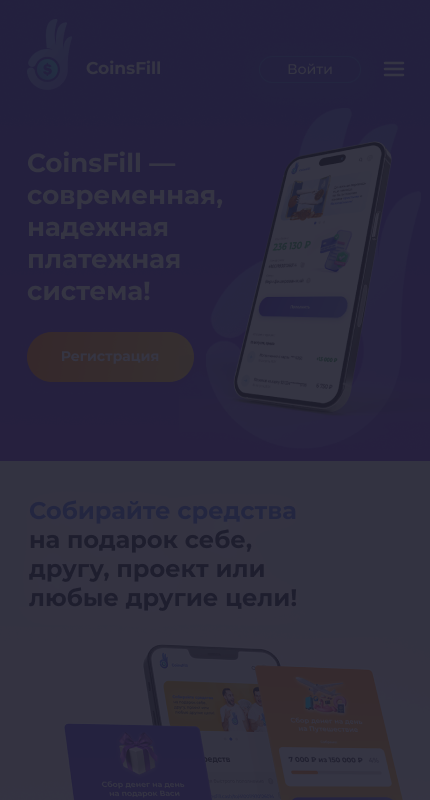 CoinsFill
Войти
CoinsFill —
современная,
надежная
платежная
система!
Регистрация
Собирайте средства
на подарок себе,
другу, проект или
любые другие цели!
7 000 ₽ из 150 000 ₽
Сбор денег на день
на подарок Васи